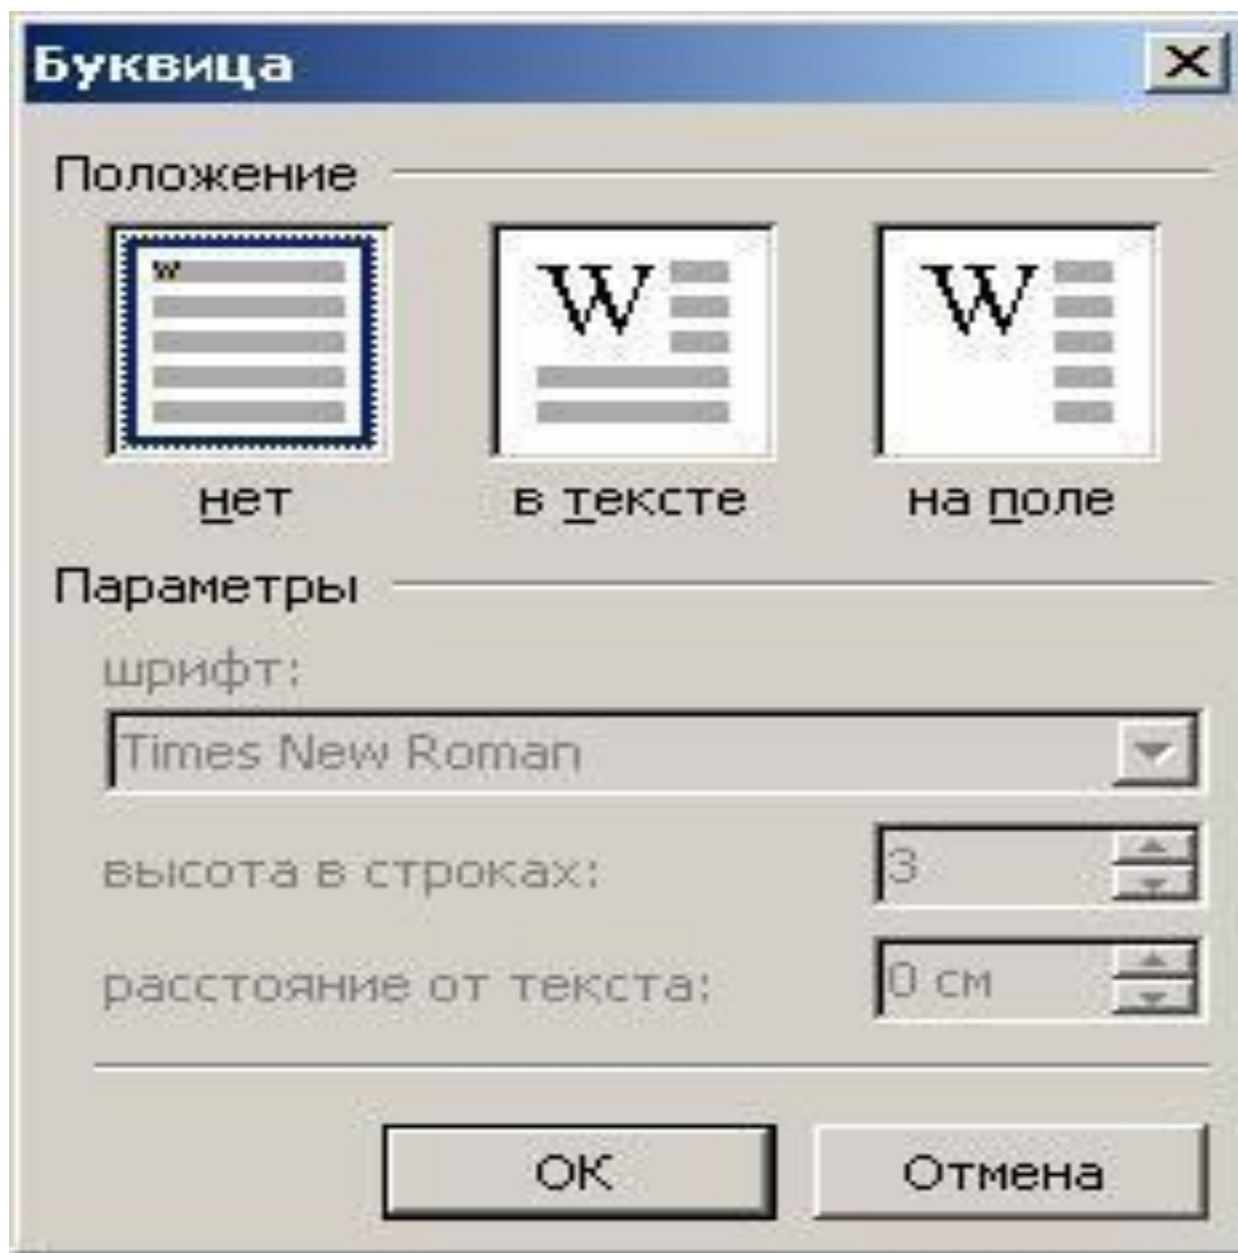 Буквица
Положение
w
W
W
нет
в тексте
на поле
Параметры
шрифт:
Times New Roman
высота в строках:
3
расстояние от текста:
0 см
ОК
Отмена